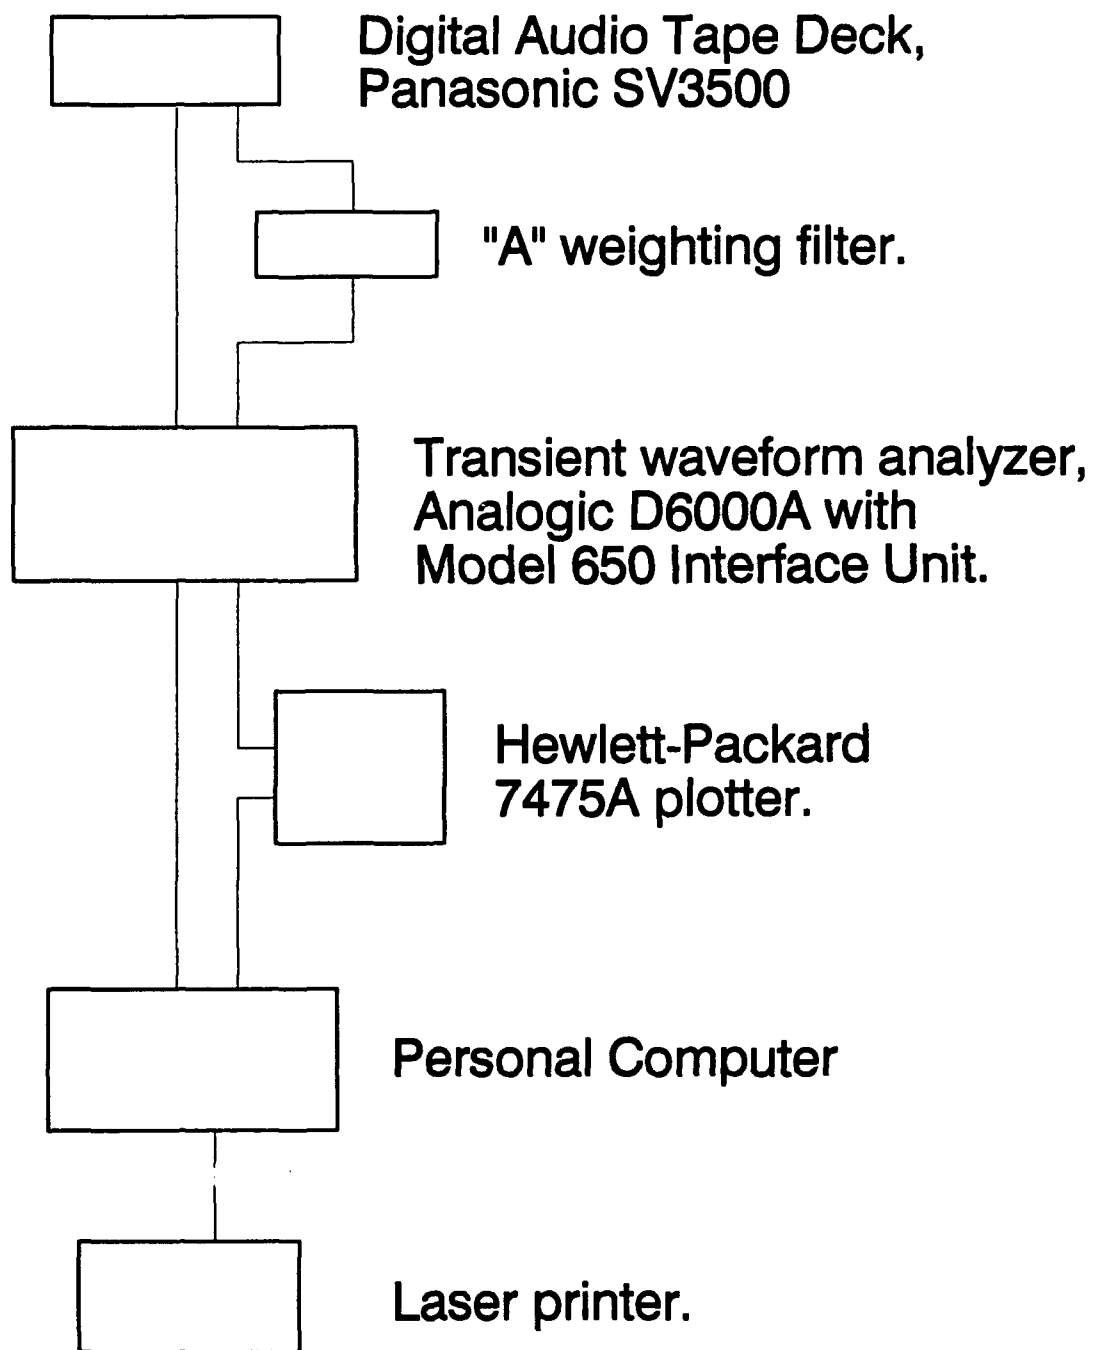 Digital Audio Tape Deck,
Panasonic SV3500
"A" weighting filter.
Transient waveform analyzer,
Analogic D6000A with
Model 650 Interface Unit.
Hewlett-Packard
7475A plotter.
Personal Computer
Laser printer.